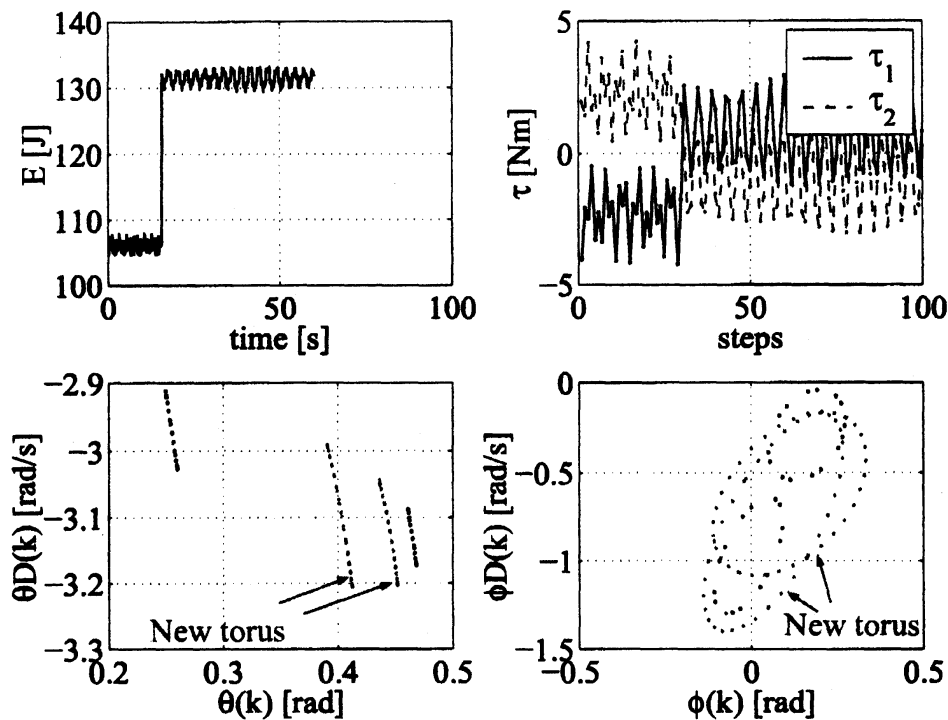 140
130
120
110
100
E [J]
0
50
100
time [s]
5
0
−5
τ [Nm]
τ1
τ2
0
50
100
steps
−2.9
−3
−3.1
−3.2
−3.3
θD(k) [rad/s]
New torus
0.2
0.3
0.4
0.5
θ(k) [rad]
0
−0.5
−1
−1.5
ϕD(k) [rad/s]
New torus
−0.5
0
0.5
ϕ(k) [rad]